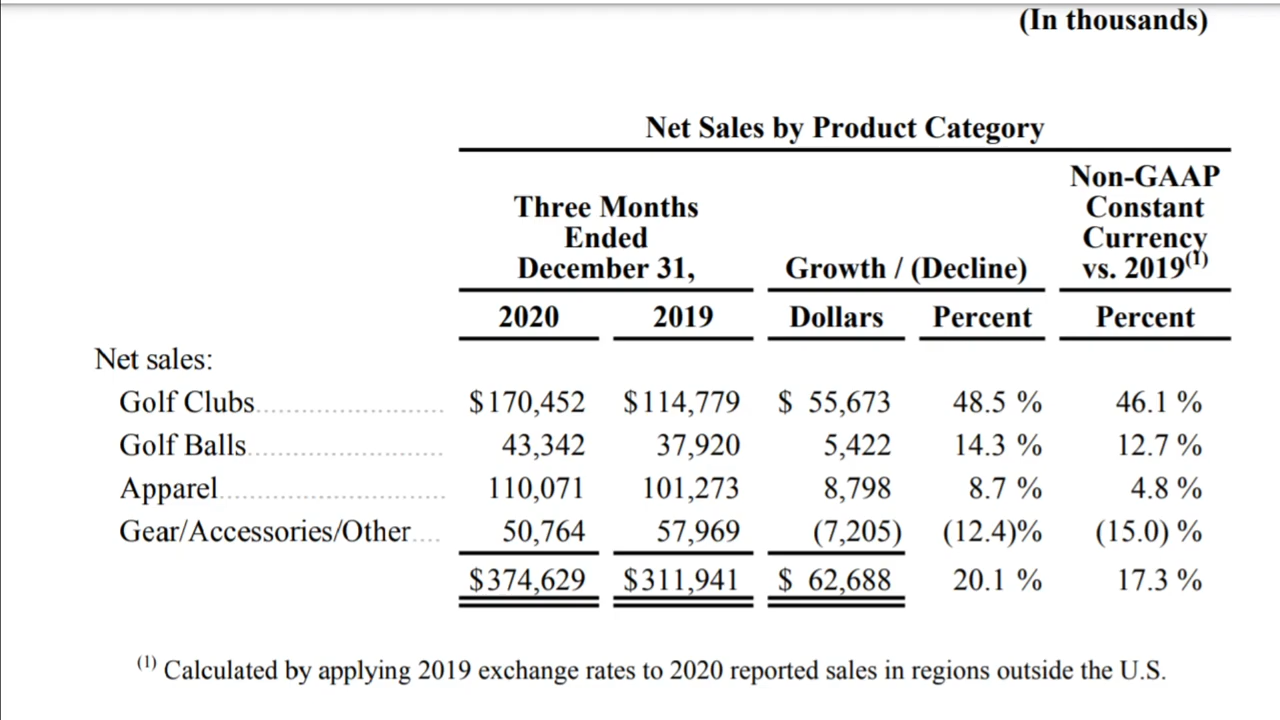 (In thousands)
Net Sales by Product Category
Three Months Ended December 31,
Growth / (Decline)
Non-GAAP Constant Currency vs. 2019(1)
2020 2019 Dollars Percent Percent
Net sales:
Golf Clubs $170,452 $114,779 $ 55,673 48.5 % 46.1 %
Golf Balls 43,342 37,920 5,422 14.3 % 12.7 %
Apparel 110,071 101,273 8,798 8.7 % 4.8 %
Gear/Accessories/Other 50,764 57,969 (7,205) (12.4)% (15.0) %
$374,629 $311,941 $ 62,688 20.1 % 17.3 %
(1) Calculated by applying 2019 exchange rates to 2020 reported sales in regions outside the U.S.